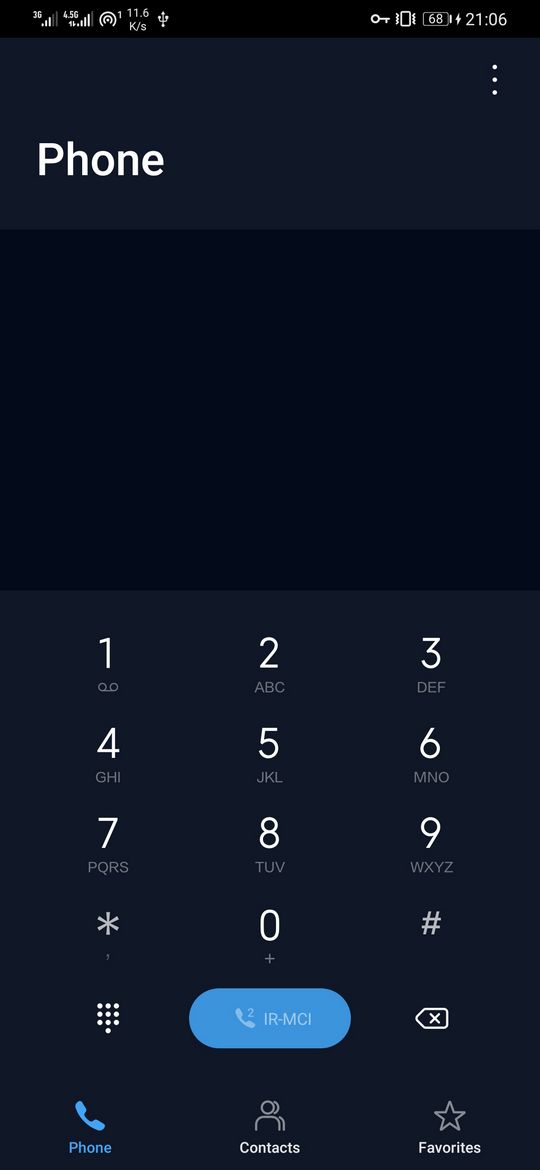 3G 4.5G 1 11.6 K/s 68 21:06
Phone
1 2 3
ABC DEF
4 5 6
GHI JKL MNO
7 8 9
PQRS TUV WXYZ
* 0 #
, +
2 IR-MCI
Phone Contacts Favorites